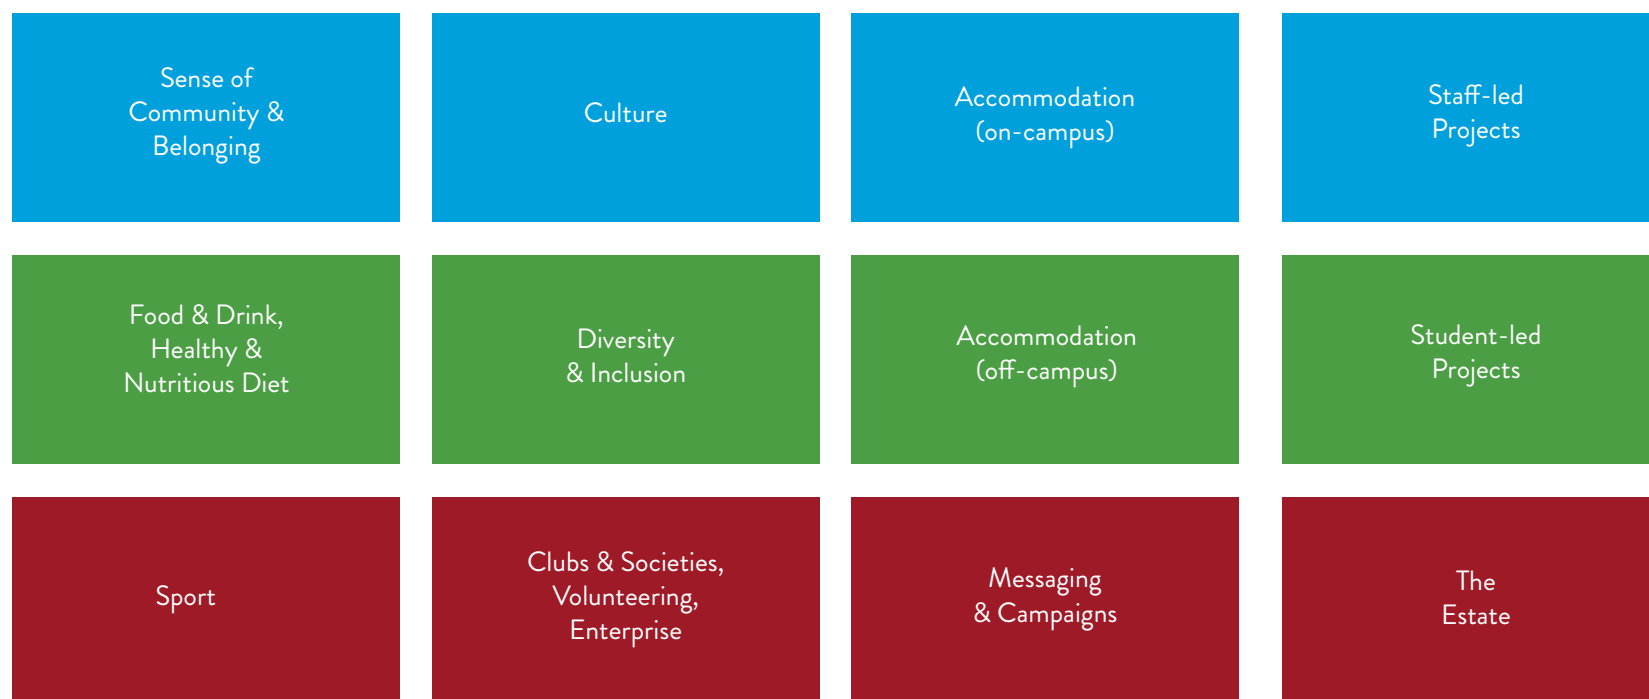 Sense of
Community &
Belonging
Culture
Accommodation
(on-campus)
Staff-led
Projects
Food & Drink,
Healthy &
Nutritious Diet
Diversity
& Inclusion
Accommodation
(off-campus)
Student-led
Projects
Sport
Clubs & Societies,
Volunteering,
Enterprise
Messaging
& Campaigns
The
Estate